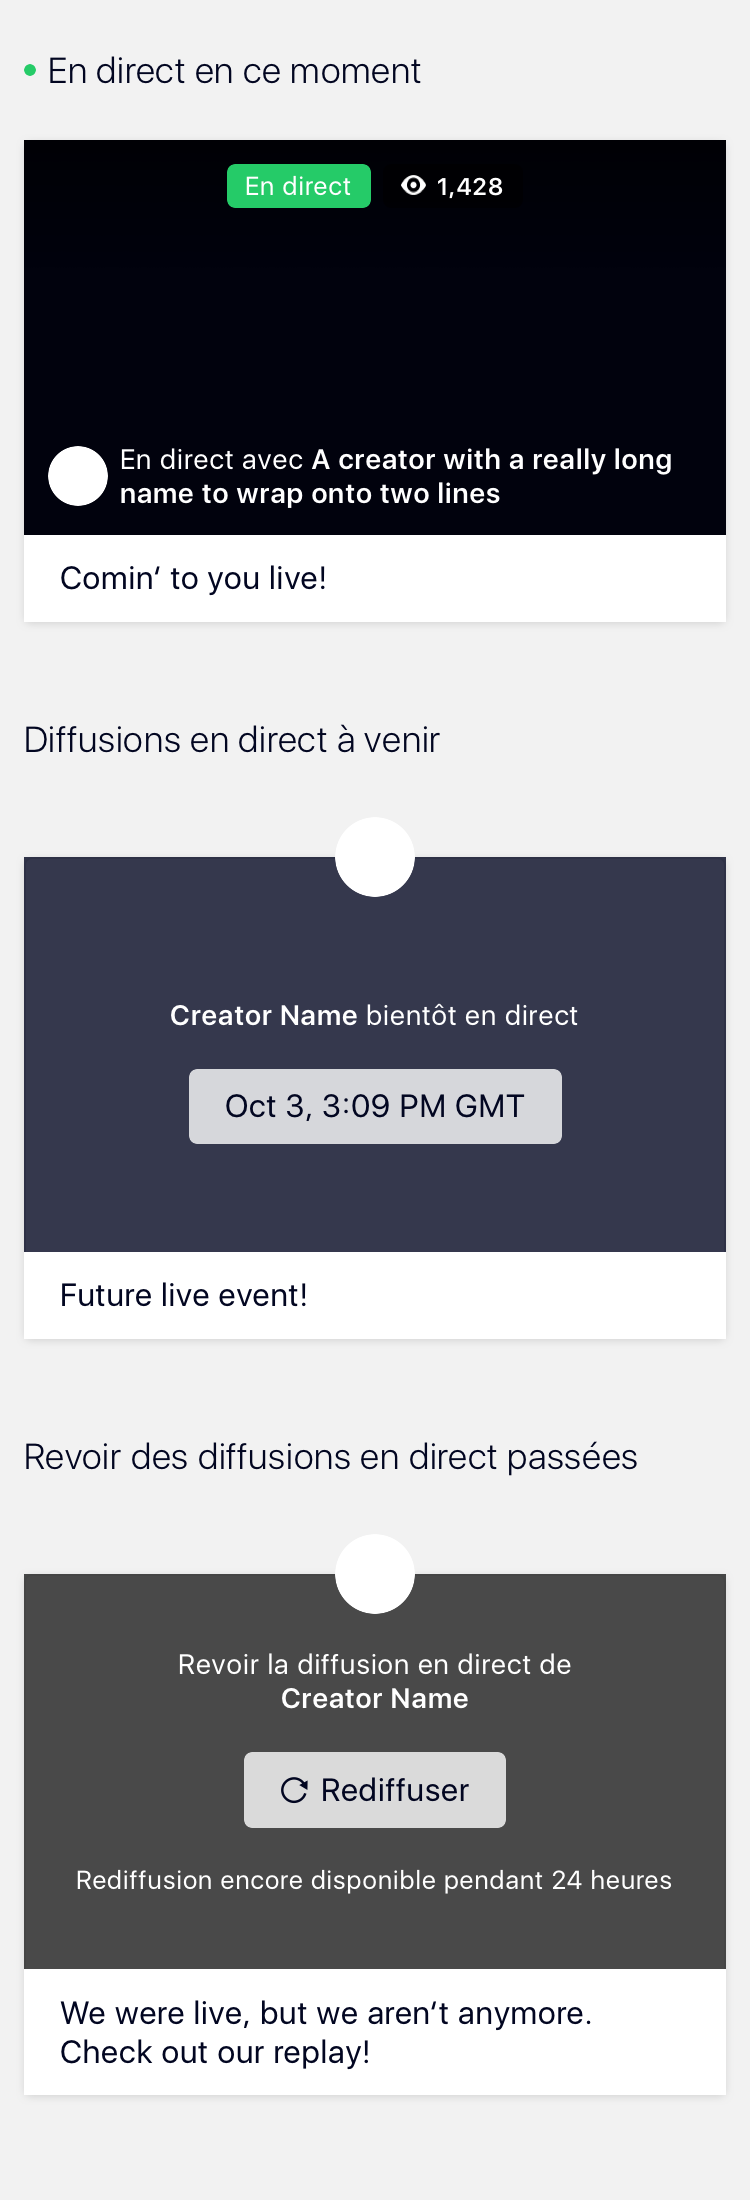 En direct en ce moment
En direct
1,428
En direct avec A creator with a really long
name to wrap onto two lines
Comin‘ to you live!
Diffusions en direct à venir
Creator Name bientôt en direct
Oct 3, 3:09 PM GMT
Future live event!
Revoir des diffusions en direct passées
Revoir la diffusion en direct de
Creator Name
Rediffuser
Rediffusion encore disponible pendant 24 heures
We were live, but we aren‘t anymore.
Check out our replay!